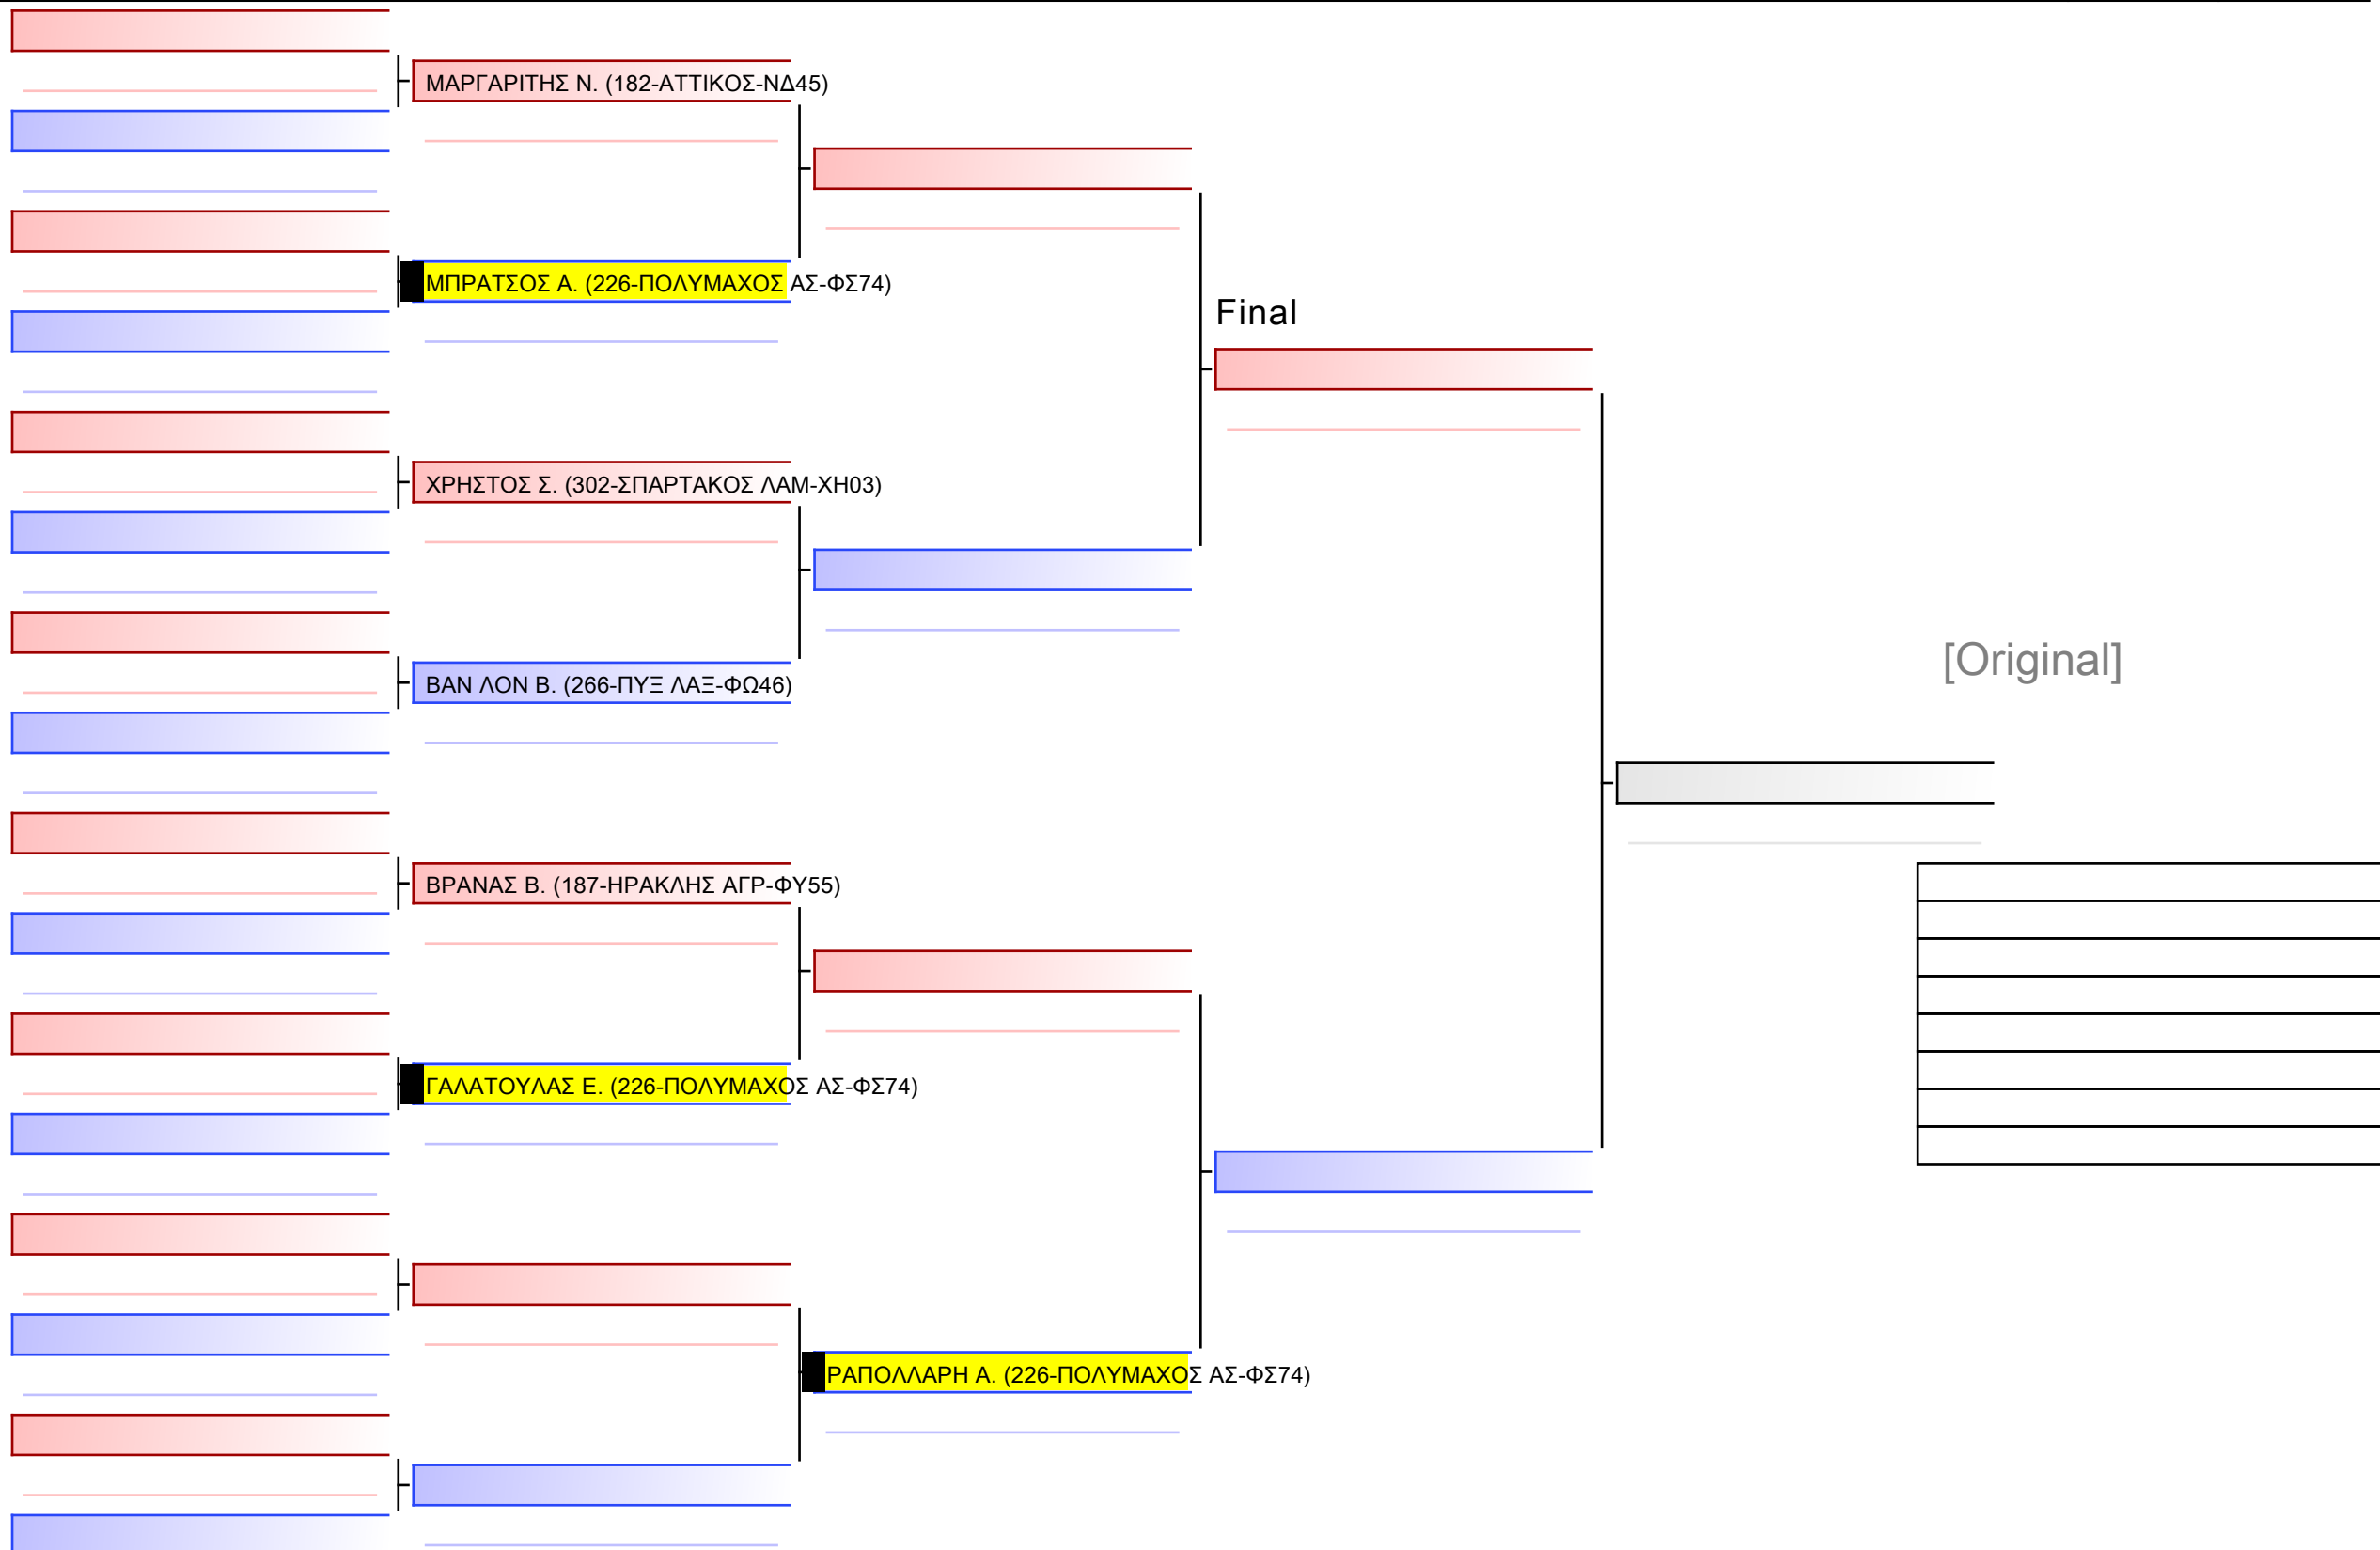 ΜΑΡΓΑΡΙΤΗΣ Ν. (182-ΑΤΤΙΚΟΣ-ΝΔ45)
ΜΠΡΑΤΣΟΣ Α. (226-ΠΟΛΥΜΑΧΟΣ ΑΣ-ΦΣ74)
Final
ΧΡΗΣΤΟΣ Σ. (302-ΣΠΑΡΤΑΚΟΣ ΛΑΜ-ΧΗ03)
[Original]
ΒΑΝ ΛΟΝ Β. (266-ΠΥΞ ΛΑΞ-ΦΩ46)
ΒΡΑΝΑΣ Β. (187-ΗΡΑΚΛΗΣ ΑΓΡ-ΦΥ55)
ΓΑΛΑΤΟΥΛΑΣ Ε. (226-ΠΟΛΥΜΑΧΟΣ ΑΣ-ΦΣ74)
ΡΑΠΟΛΛΑΡΗ Α. (226-ΠΟΛΥΜΑΧΟΣ ΑΣ-ΦΣ74)